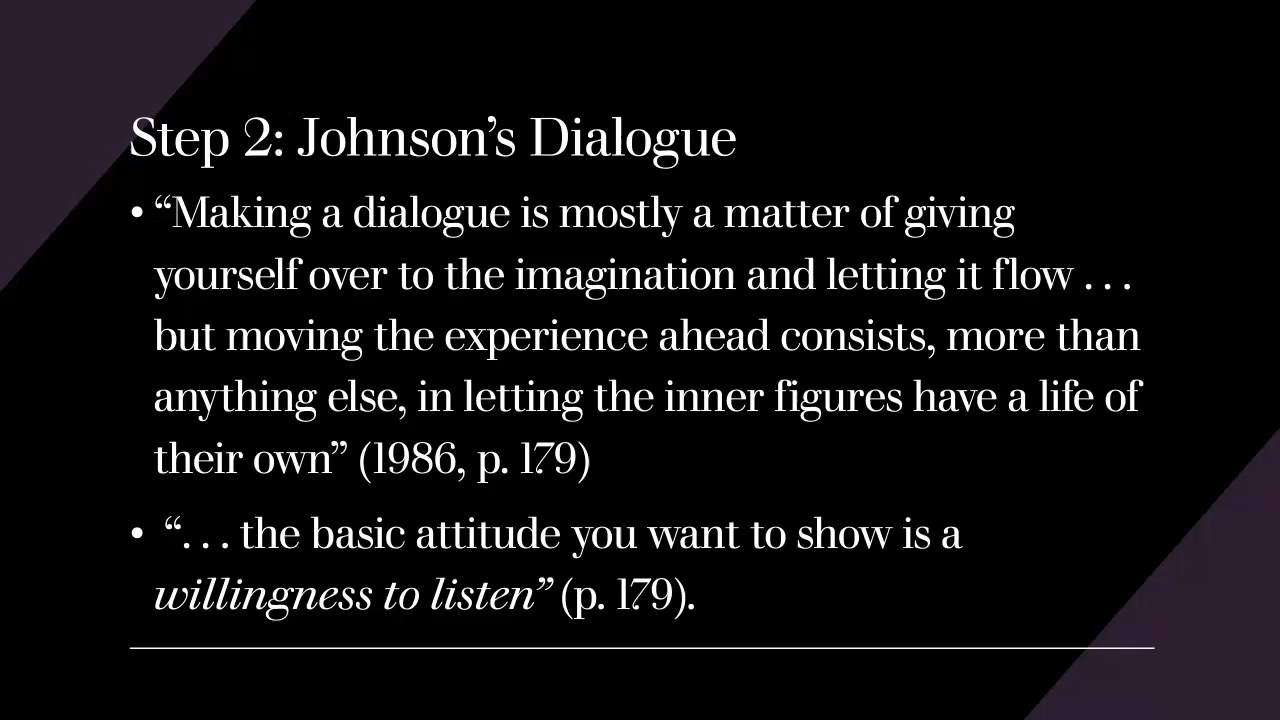 Step 2: Johnson’s Dialogue
• “Making a dialogue is mostly a matter of giving
yourself over to the imagination and letting it flow . . .
but moving the experience ahead consists, more than
anything else, in letting the inner figures have a life of
their own” (1986, p. 179)
• “. . . the basic attitude you want to show is a
willingness to listen” (p. 179).